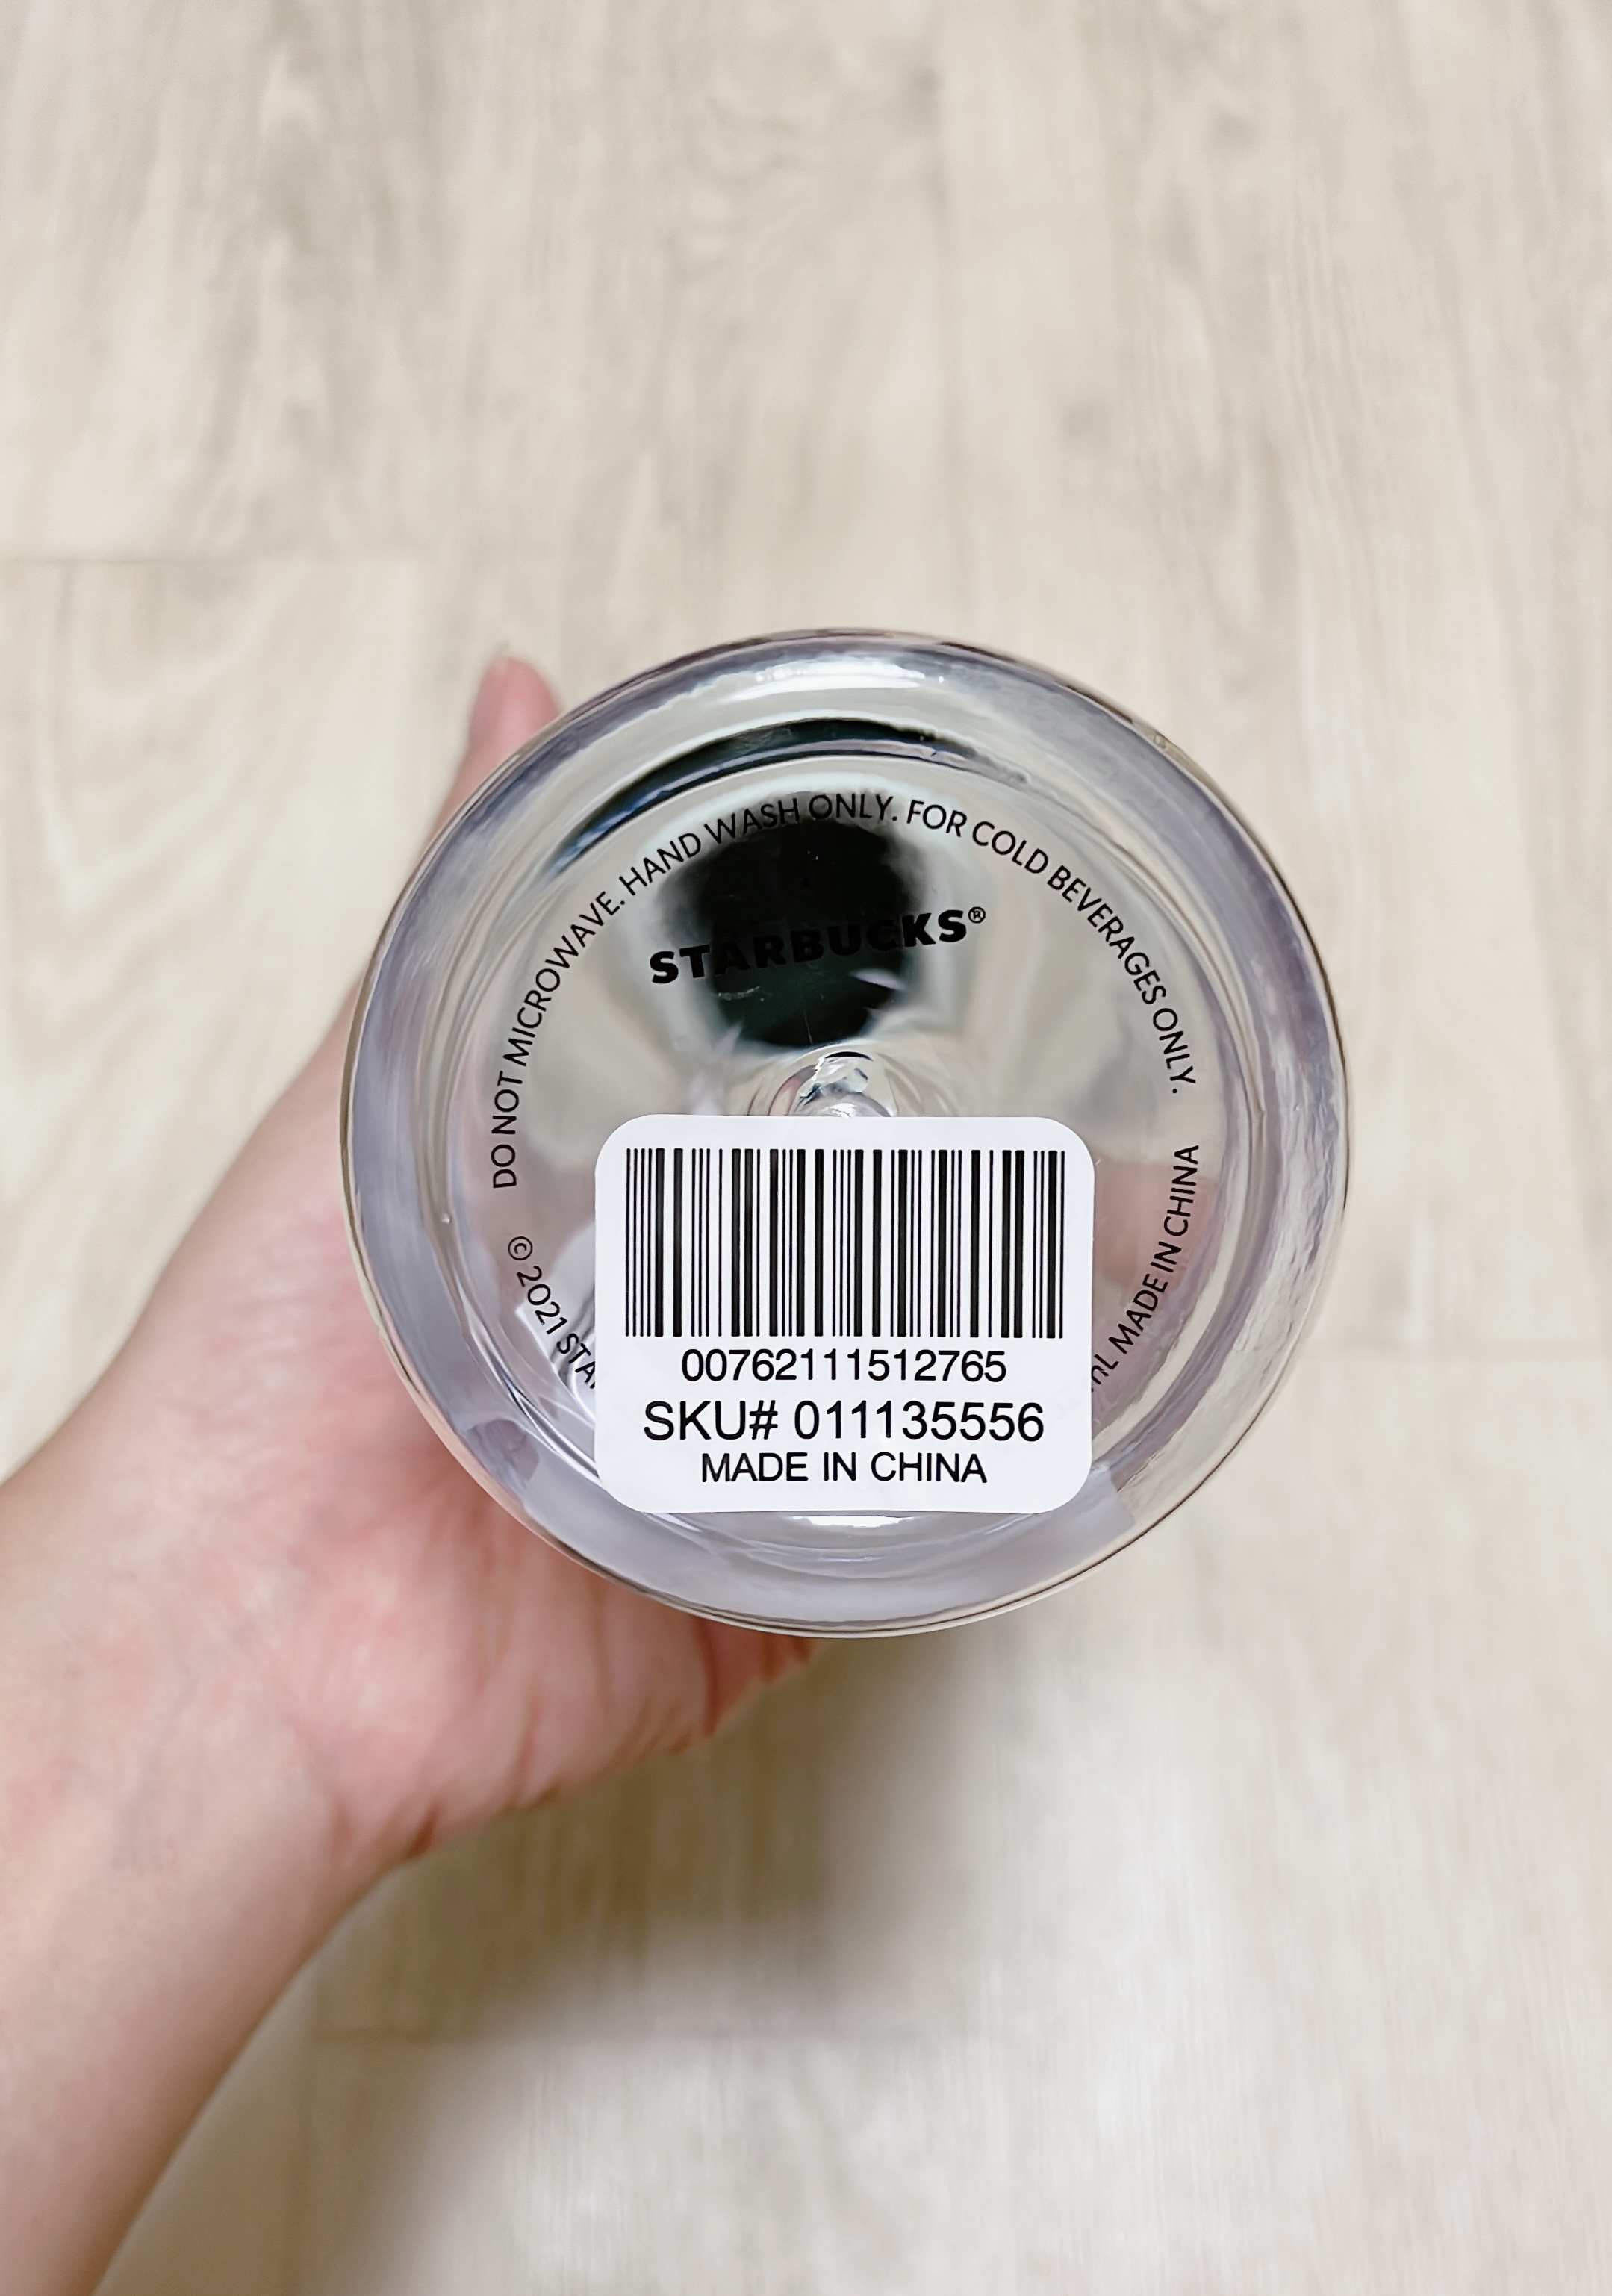 DO NOT MICROWAVE. HAND WASH ONLY. FOR COLD BEVERAGES ONLY.
STARBUCKS®
© 2021
MADE IN CHINA
00762111512765
SKU# 011135556
MADE IN CHINA